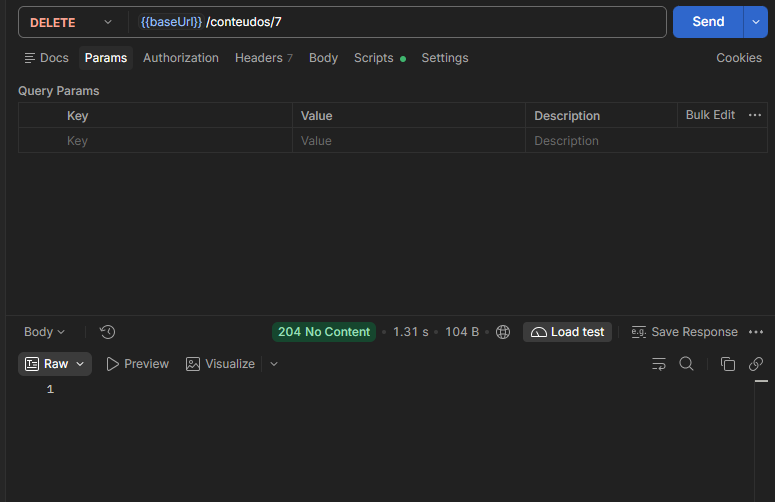 DELETE {{baseUrl}} /conteudos/7 Send
Docs Params Authorization Headers 7 Body Scripts Settings Cookies
Query Params
Key Value Description Bulk Edit
Key Value Description
Body 204 No Content 1.31 s 104 B Load test e.g. Save Response
Raw Preview Visualize
1